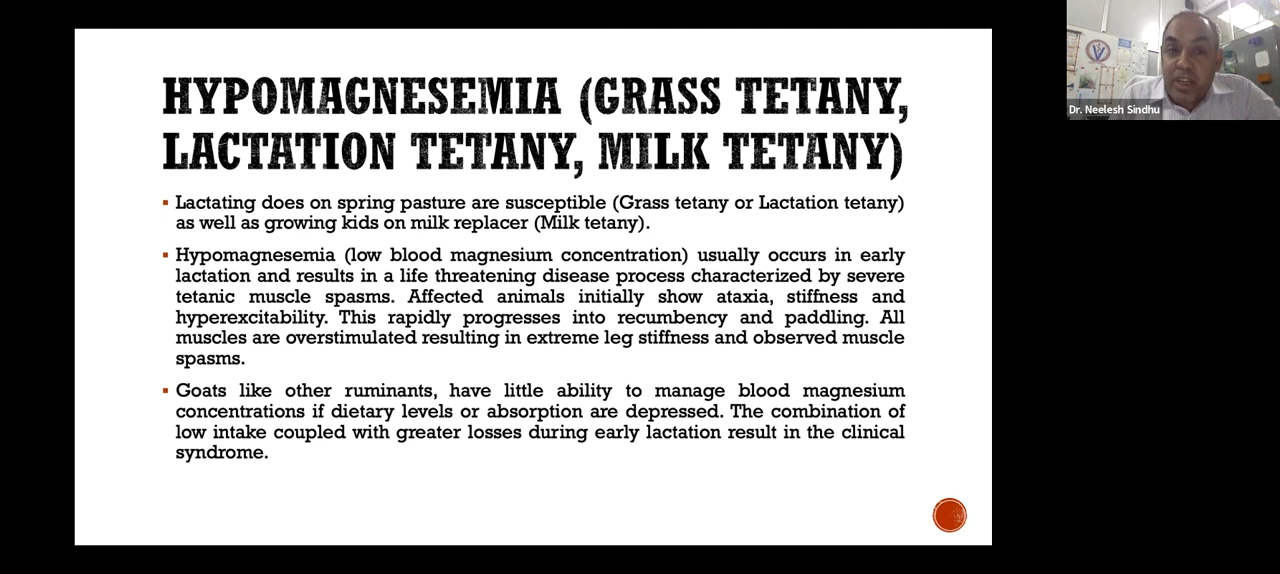 HYPOMAGNESEMIA (GRASS TETANY,
LACTATION TETANY, MILK TETANY)
▪ Lactating does on spring pasture are susceptible (Grass tetany or Lactation tetany)
as well as growing kids on milk replacer (Milk tetany).
▪ Hypomagnesemia (low blood magnesium concentration) usually occurs in early
lactation and results in a life threatening disease process characterized by severe
tetanic muscle spasms. Affected animals initially show ataxia, stiffness and
hyperexcitability. This rapidly progresses into recumbency and paddling. All
muscles are overstimulated resulting in extreme leg stiffness and observed muscle
spasms.
▪ Goats like other ruminants, have little ability to manage blood magnesium
concentrations if dietary levels or absorption are depressed. The combination of
low intake coupled with greater losses during early lactation result in the clinical
syndrome.
Dr. Neelesh Sindhu